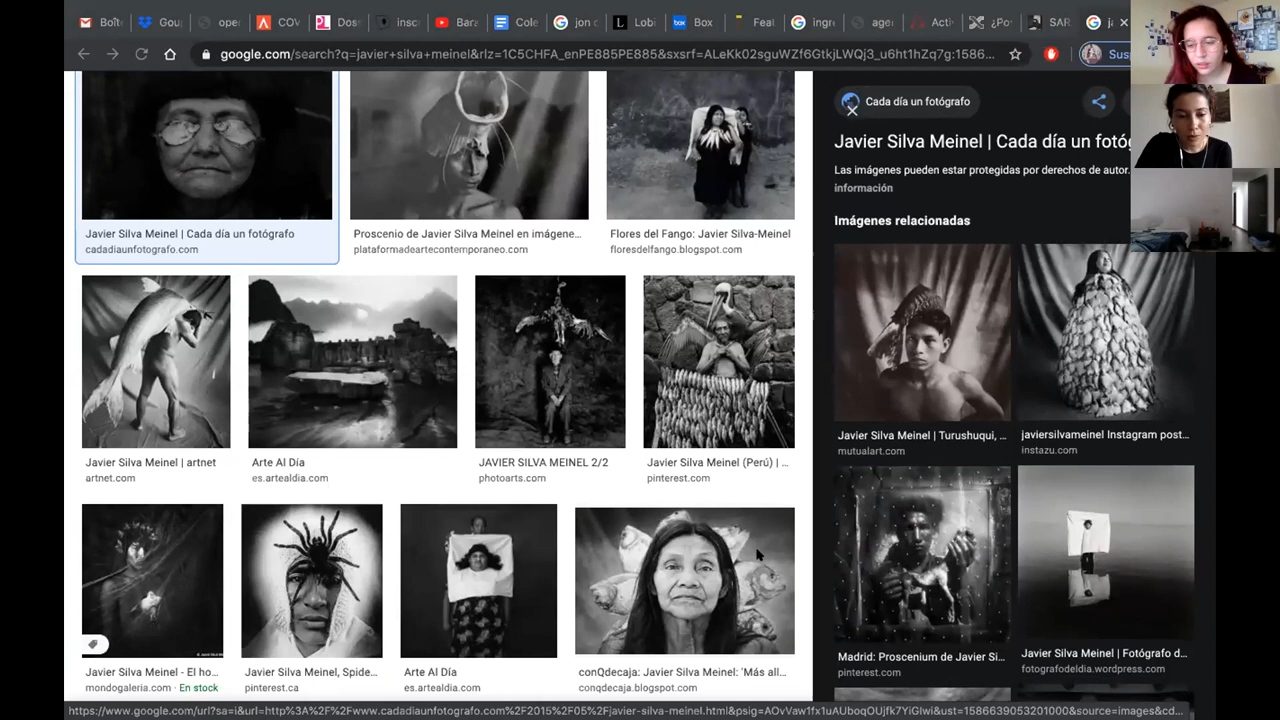 Boît
Goup
oper
COV
Dos
insc
Bara
Cole
jon c
Lobi
Box
Feat
ingre
age
Activ
¿Po
SAR
j
google.com/search?q=javier+silva+meinel&rlz=1C5CHFA_enPE885PE885&sxsrf=ALeKk02sguWZf6GtkjLWQj3_u6ht1hZq7g:1586...
Susp
Javier Silva Meinel | Cada día un fotógrafo
cadadiaunfotografo.com
Proscenio de Javier Silva Meinel en imágene...
plataformadeartecontemporaneo.com
Flores del Fango: Javier Silva-Meinel
floresdelfango.blogspot.com
Javier Silva Meinel | artnet
artnet.com
Arte Al Día
es.artealdia.com
JAVIER SILVA MEINEL 2/2
photoarts.com
Javier Silva Meinel (Perú) | ...
pinterest.com
Javier Silva Meinel - El ho...
mondogaleria.com · En stock
Javier Silva Meinel, Spide...
pinterest.ca
Arte Al Día
es.artealdia.com
conQdecaja: Javier Silva Meinel: 'Más all...
conqdecaja.blogspot.com
Cada día un fotógrafo
Javier Silva Meinel | Cada día un fotóg
Las imágenes pueden estar protegidas por derechos de autor.
información
Imágenes relacionadas
Javier Silva Meinel | Turushuqui, ...
mutualart.com
javiersilvameinel Instagram post...
instazu.com
Madrid: Proscenium de Javier Si...
pinterest.com
Javier Silva Meinel | Fotógrafo d...
fotografodeldia.wordpress.com
https://www.google.com/url?sa=i&url=http%3A%2F%2Fwww.cadadiaunfotografo.com%2F2015%2F05%2Fjavier-silva-meinel.html&psig=AOvVaw1fx1uAUboqOUjfk7YiGlwi&ust=1586639053201000&source=images&cd...